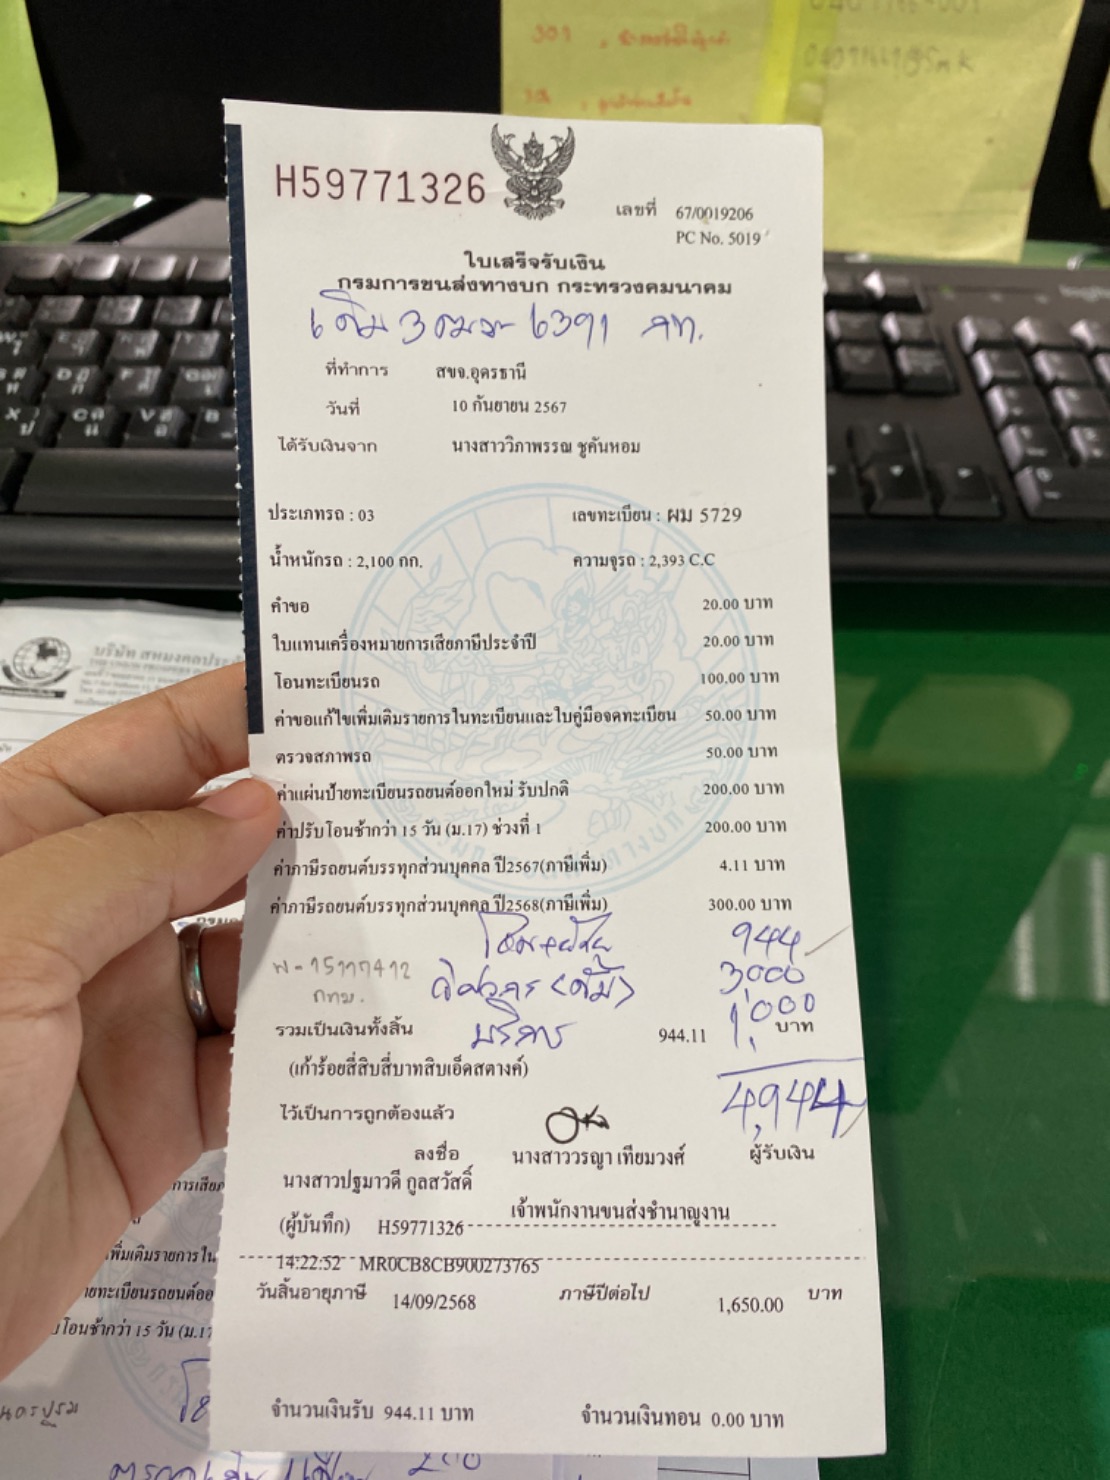 H59771326
เลขที่ 67/0019206
PC No. 5019
ใบเสร็จรับเงิน
กรมการขนส่งทางบก กระทรวงคมนาคม
เดิม 3 ฒฆ 6391 กท.
ที่ทำการ สขจ.อุดรธานี
วันที่ 10 กันยายน 2567
ได้รับเงินจาก นางสาววิภาพรรณ ชูคันหอม
ประเภทรถ : 03 เลขทะเบียน : ผม 5729
น้ำหนักรถ : 2,100 กก. ความจุรถ : 2,393 C.C
คำขอ 20.00 บาท
ใบแทนเครื่องหมายการเสียภาษีประจำปี 20.00 บาท
โอนทะเบียนรถ 100.00 บาท
ค่าขอแก้ไขเพิ่มเติมรายการในทะเบียนและใบคู่มือจดทะเบียน 50.00 บาท
ตรวจสภาพรถ 50.00 บาท
ค่าแผ่นป้ายทะเบียนรถยนต์ออกใหม่ รับปกติ 200.00 บาท
ค่าปรับโอนช้ากว่า 15 วัน (ม.17) ช่วงที่ 1 200.00 บาท
ค่าภาษีรถยนต์บรรทุกส่วนบุคคล ปี2567(ภาษีเพิ่ม) 4.11 บาท
ค่าภาษีรถยนต์บรรทุกส่วนบุคคล ปี2568(ภาษีเพิ่ม) 300.00 บาท
944
3000
กทม.
บริการ 1,000
รวมเป็นเงินทั้งสิ้น 944.11 บาท
(เก้าร้อยสี่สิบสี่บาทสิบเอ็ดสตางค์)
4,944
ไว้เป็นการถูกต้องแล้ว
ลงชื่อ นางสาววรญา เทียมวงศ์ ผู้รับเงิน
นางสาวปฐมาวดี กูลสวัสดิ์
เจ้าพนักงานขนส่งชำนาญงาน
(ผู้บันทึก) H59771326
14:22:52 MR0CB8CB900273765
วันสิ้นอายุภาษี 14/09/2568 ภาษีปีต่อไป 1,650.00 บาท
จำนวนเงินรับ 944.11 บาท จำนวนเงินทอน 0.00 บาท